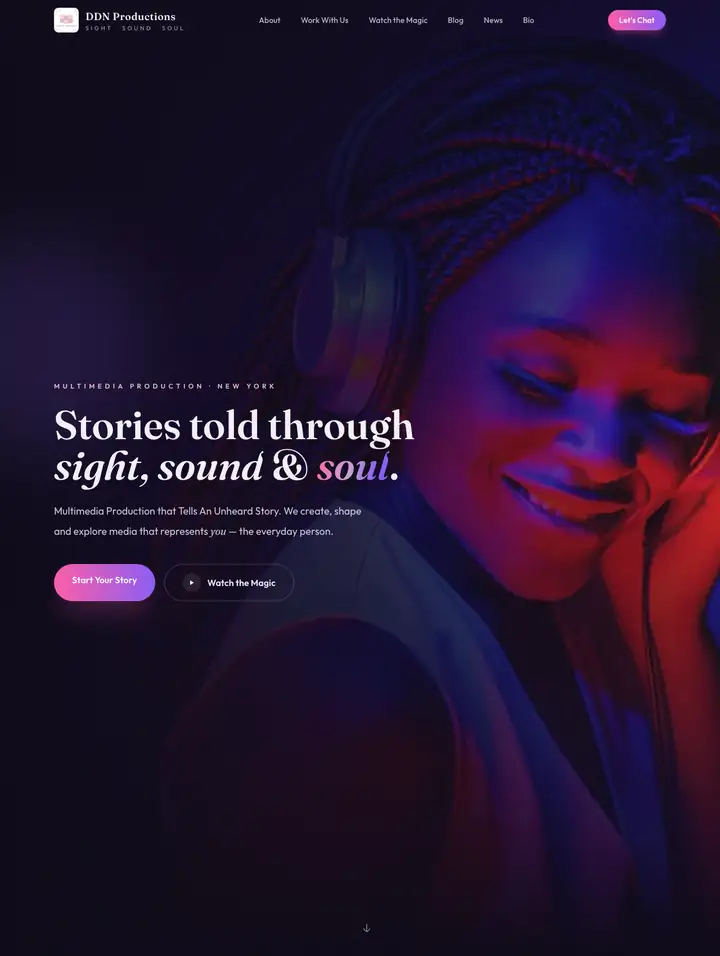 DDN Productions
SIGHT SOUND SOUL
About
Work With Us
Watch the Magic
Blog
News
Bio
Let's Chat
MULTIMEDIA PRODUCTION · NEW YORK
Stories told through
sight, sound & soul.
Multimedia Production that Tells An Unheard Story. We create, shape
and explore media that represents you — the everyday person.
Start Your Story
Watch the Magic